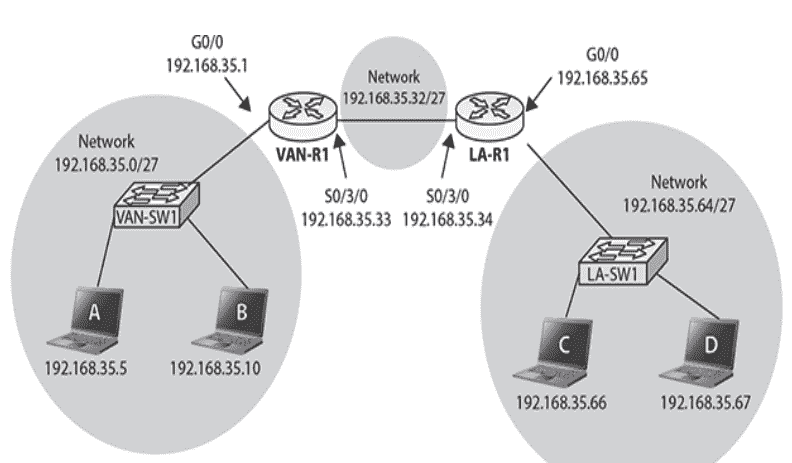 G0/0
192.168.35.1
G0/0
192.168.35.65
Network
192.168.35.32/27
VAN-R1
LA-R1
Network
192.168.35.0/27
S0/3/0
192.168.35.33
S0/3/0
192.168.35.34
Network
192.168.35.64/27
VAN-SW1
LA-SW1
A
B
192.168.35.5
192.168.35.10
C
D
192.168.35.66
192.168.35.67